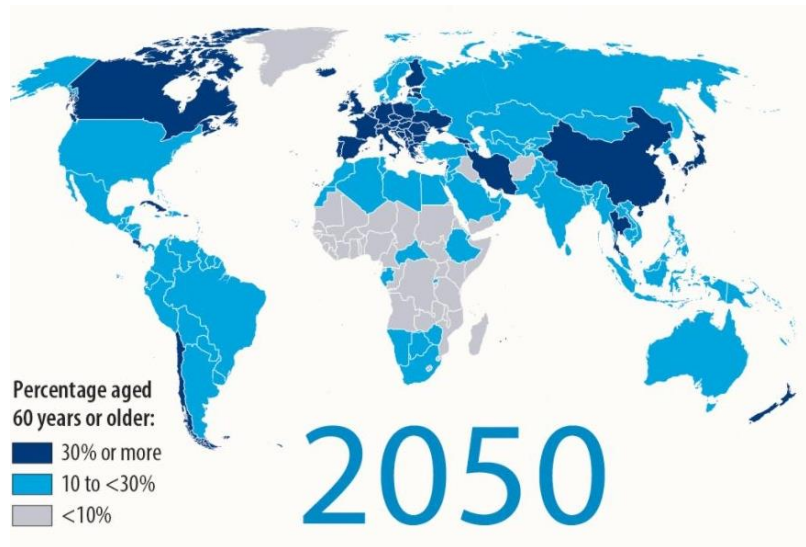 Percentage aged
60 years or older:
30% or more
10 to <30%
<10%
2050